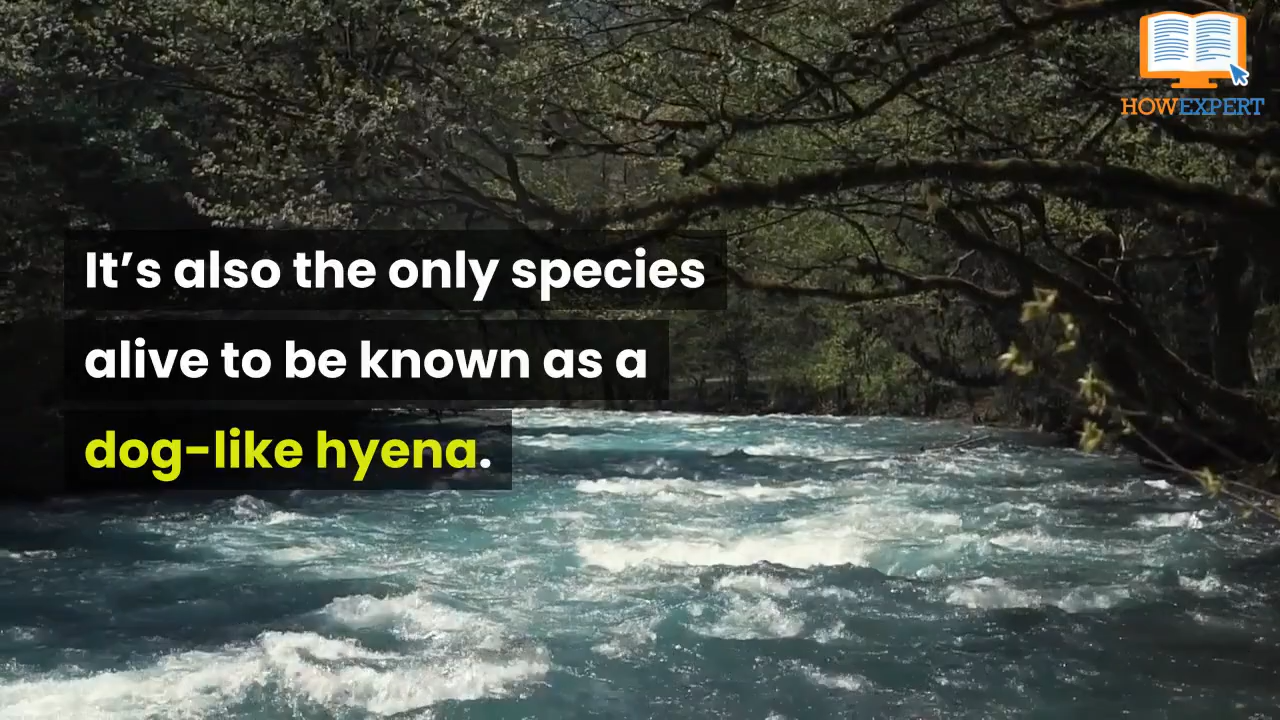 HOWEXPERT
It’s also the only species
alive to be known as a
dog-like hyena.